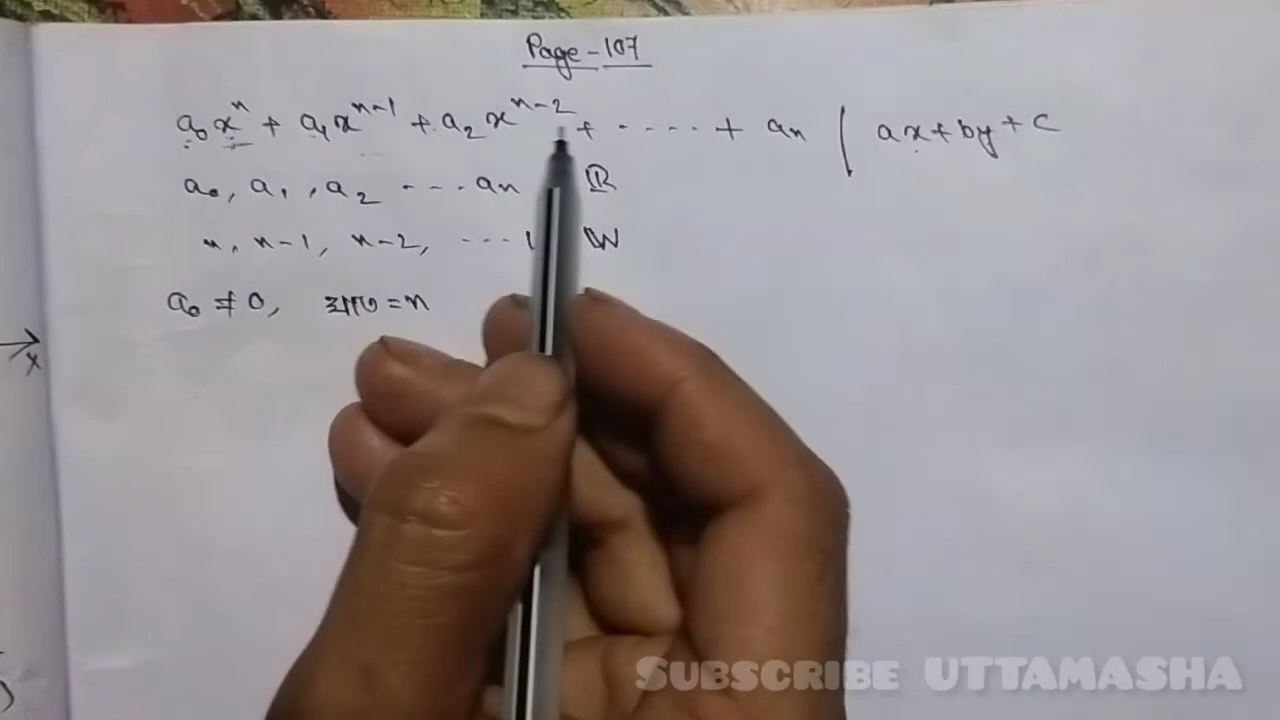 Page-107
a₀xⁿ + a₁xⁿ⁻¹ + a₂xⁿ⁻² + ..... + aₙ | ax+by+c
a₀, a₁, a₂ .... aₙ ℝ
n, n-1, n-2, ... 1 W
a₀ ≠ 0, ঘাত = n
x
SUBSCRIBE UTTAMASHA